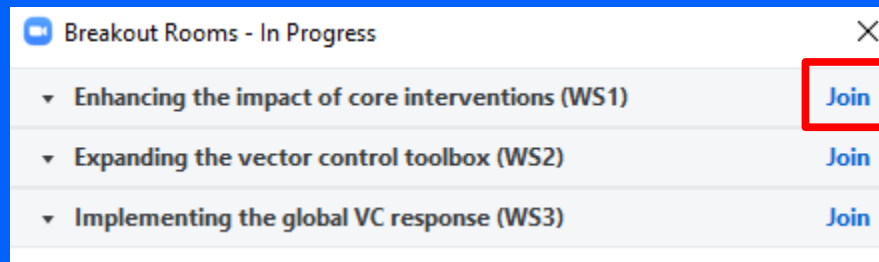 Breakout Rooms - In Progress
Enhancing the impact of core interventions (WS1) Join
Expanding the vector control toolbox (WS2) Join
Implementing the global VC response (WS3) Join